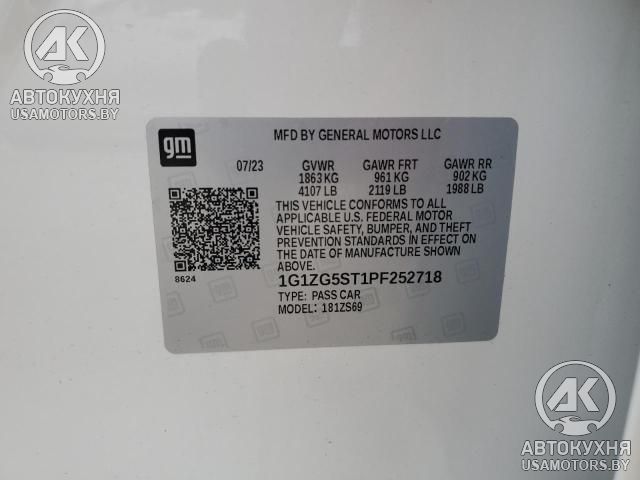 AK
АВТОКУХНЯ
USAMOTORS.BY
gm
MFD BY GENERAL MOTORS LLC
07/23 GVWR GAWR FRT GAWR RR
1863 KG 961 KG 902 KG
4107 LB 2119 LB 1988 LB
THIS VEHICLE CONFORMS TO ALL
APPLICABLE U.S. FEDERAL MOTOR
VEHICLE SAFETY, BUMPER, AND THEFT
PREVENTION STANDARDS IN EFFECT ON
THE DATE OF MANUFACTURE SHOWN
ABOVE.
8624
1G1ZG5ST1PF252718
TYPE: PASS CAR
MODEL: 181ZS69
AK
АВТОКУХНЯ
USAMOTORS.BY